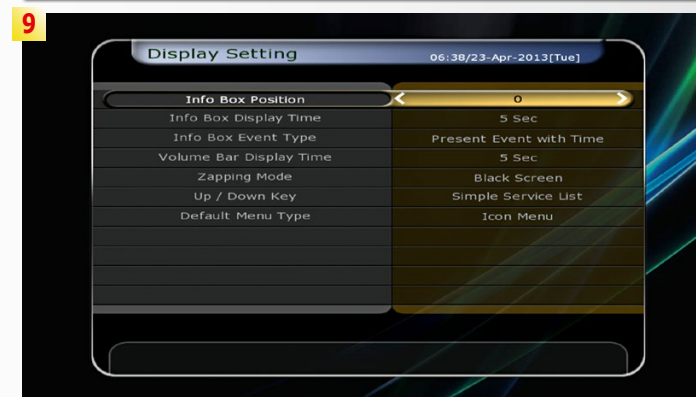 9
Display Setting 06:38/23-Apr-2013[Tue]
Info Box Position 0
Info Box Display Time 5 Sec
Info Box Event Type Present Event with Time
Volume Bar Display Time 5 Sec
Zapping Mode Black Screen
Up / Down Key Simple Service List
Default Menu Type Icon Menu